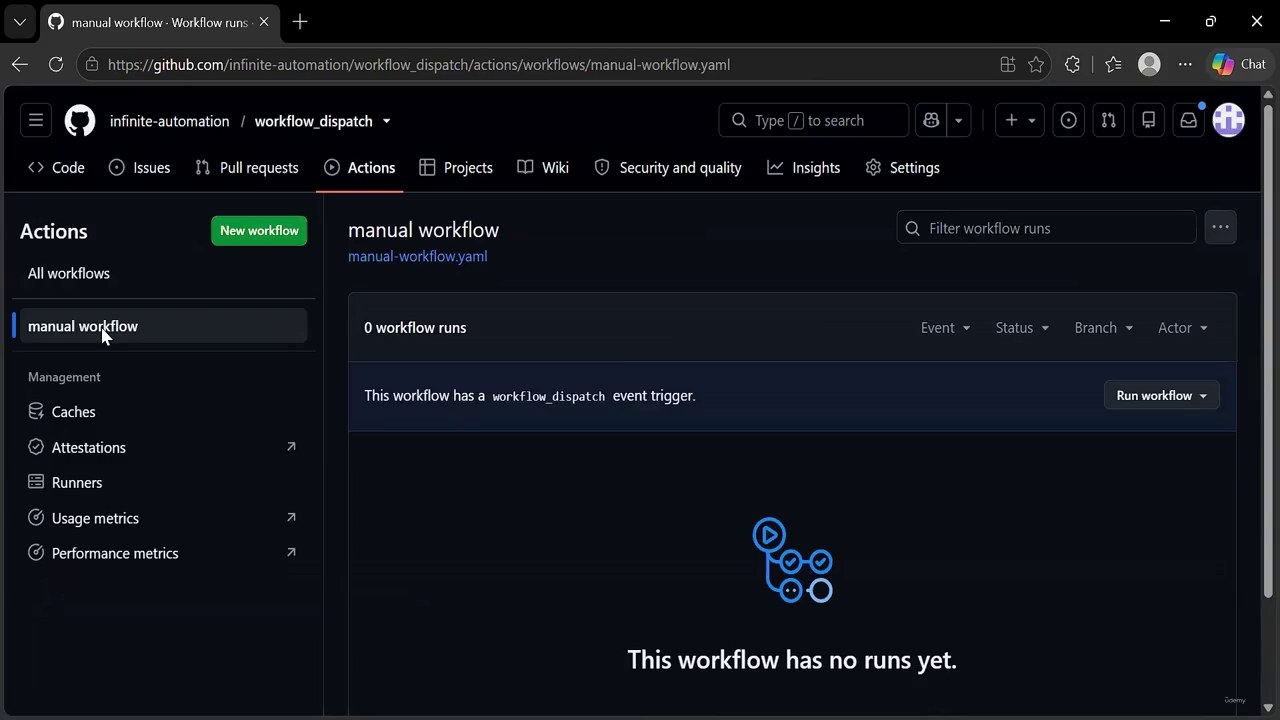 manual workflow · Workflow runs
https://github.com/infinite-automation/workflow_dispatch/actions/workflows/manual-workflow.yaml
Chat
infinite-automation / workflow_dispatch
Type / to search
Code
Issues
Pull requests
Actions
Projects
Wiki
Security and quality
Insights
Settings
Actions
New workflow
All workflows
manual workflow
Management
Caches
Attestations
Runners
Usage metrics
Performance metrics
manual workflow
manual-workflow.yaml
Filter workflow runs
0 workflow runs
Event
Status
Branch
Actor
This workflow has a workflow_dispatch event trigger.
Run workflow
This workflow has no runs yet.
Udemy